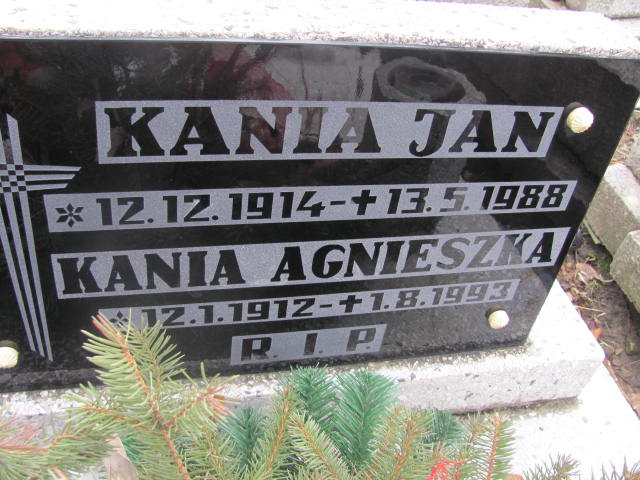 KANIA JAN
* 12.12.1914-+13.5.1988
KANIA AGNIESZKA
* 12.1.1912-+1.8.1993
R.I.P.